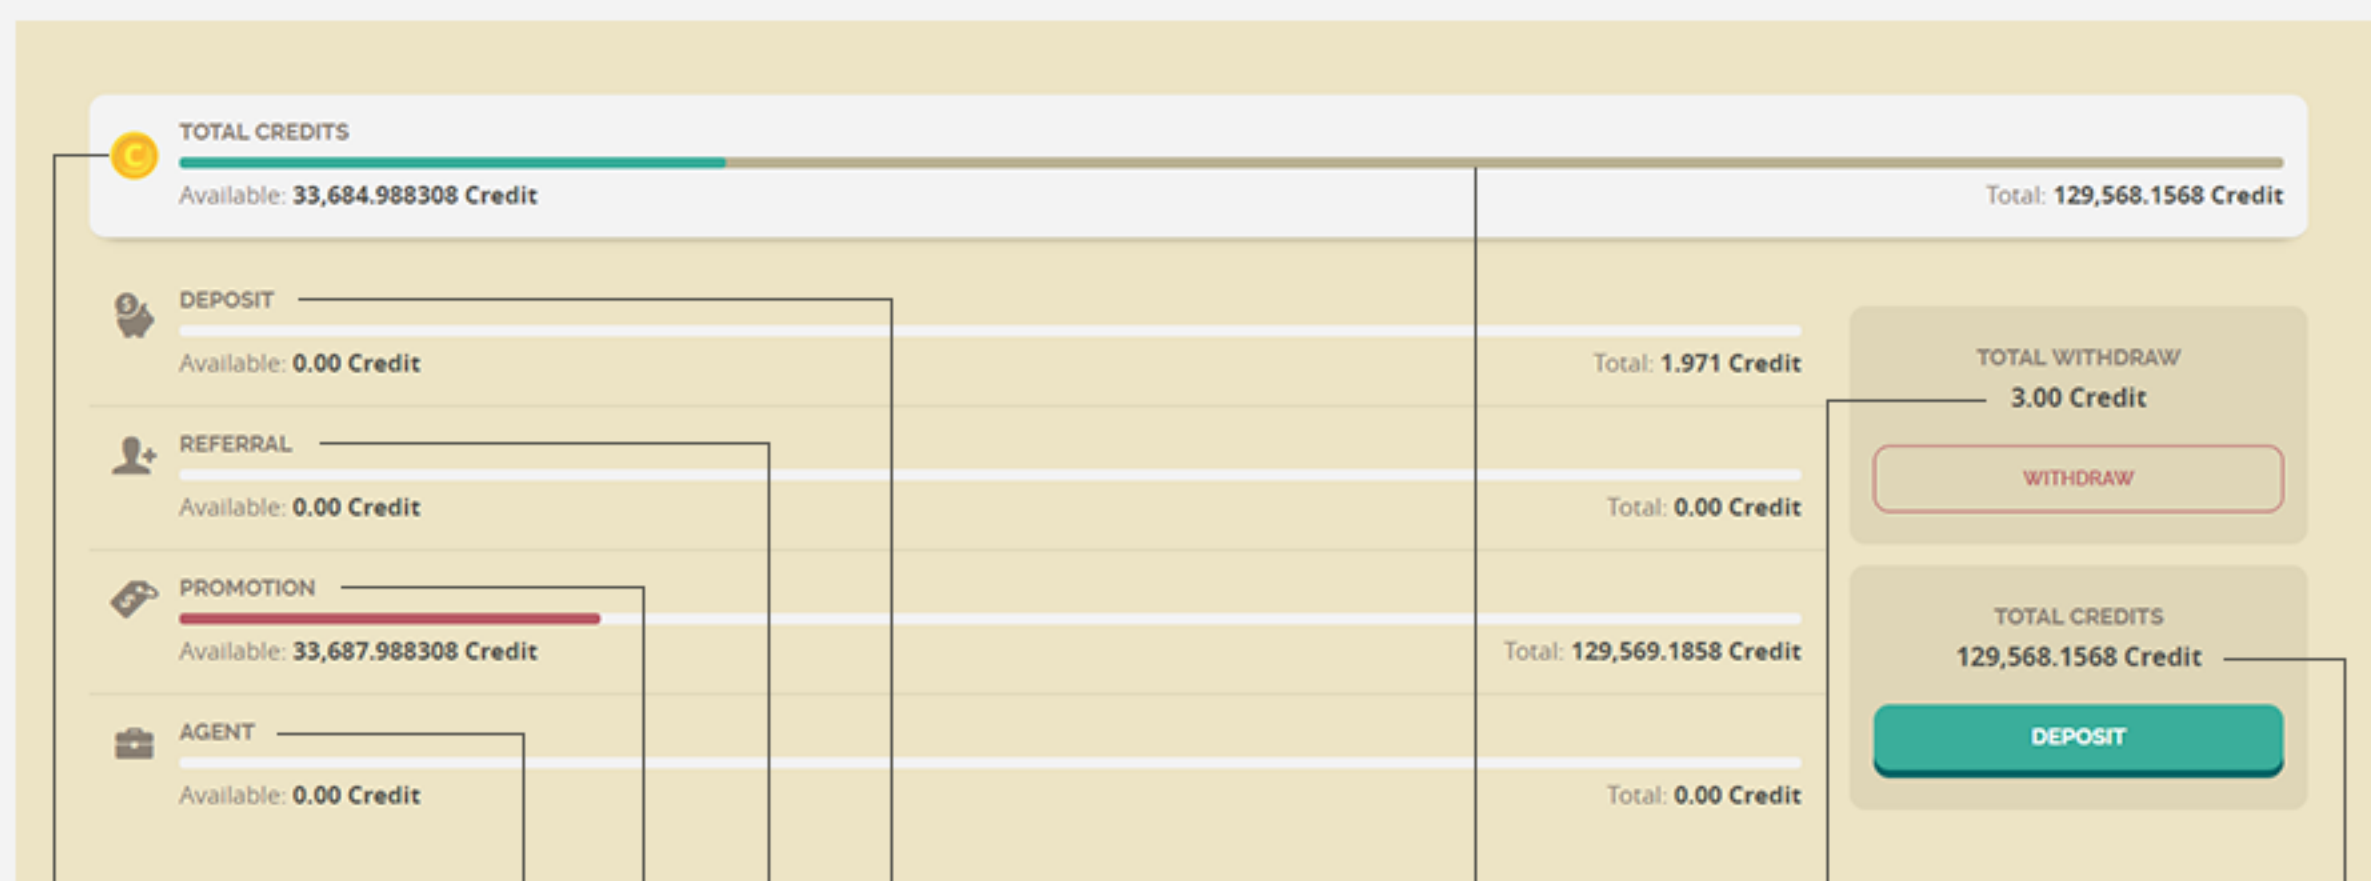 TOTAL CREDITS
Available: 33,684.988308 Credit
Total: 129,568.1568 Credit
DEPOSIT
Available: 0.00 Credit
Total: 1.971 Credit
REFERRAL
Available: 0.00 Credit
Total: 0.00 Credit
PROMOTION
Available: 33,687.988308 Credit
Total: 129,569.1858 Credit
AGENT
Available: 0.00 Credit
Total: 0.00 Credit
TOTAL WITHDRAW
3.00 Credit
WITHDRAW
TOTAL CREDITS
129,568.1568 Credit
DEPOSIT